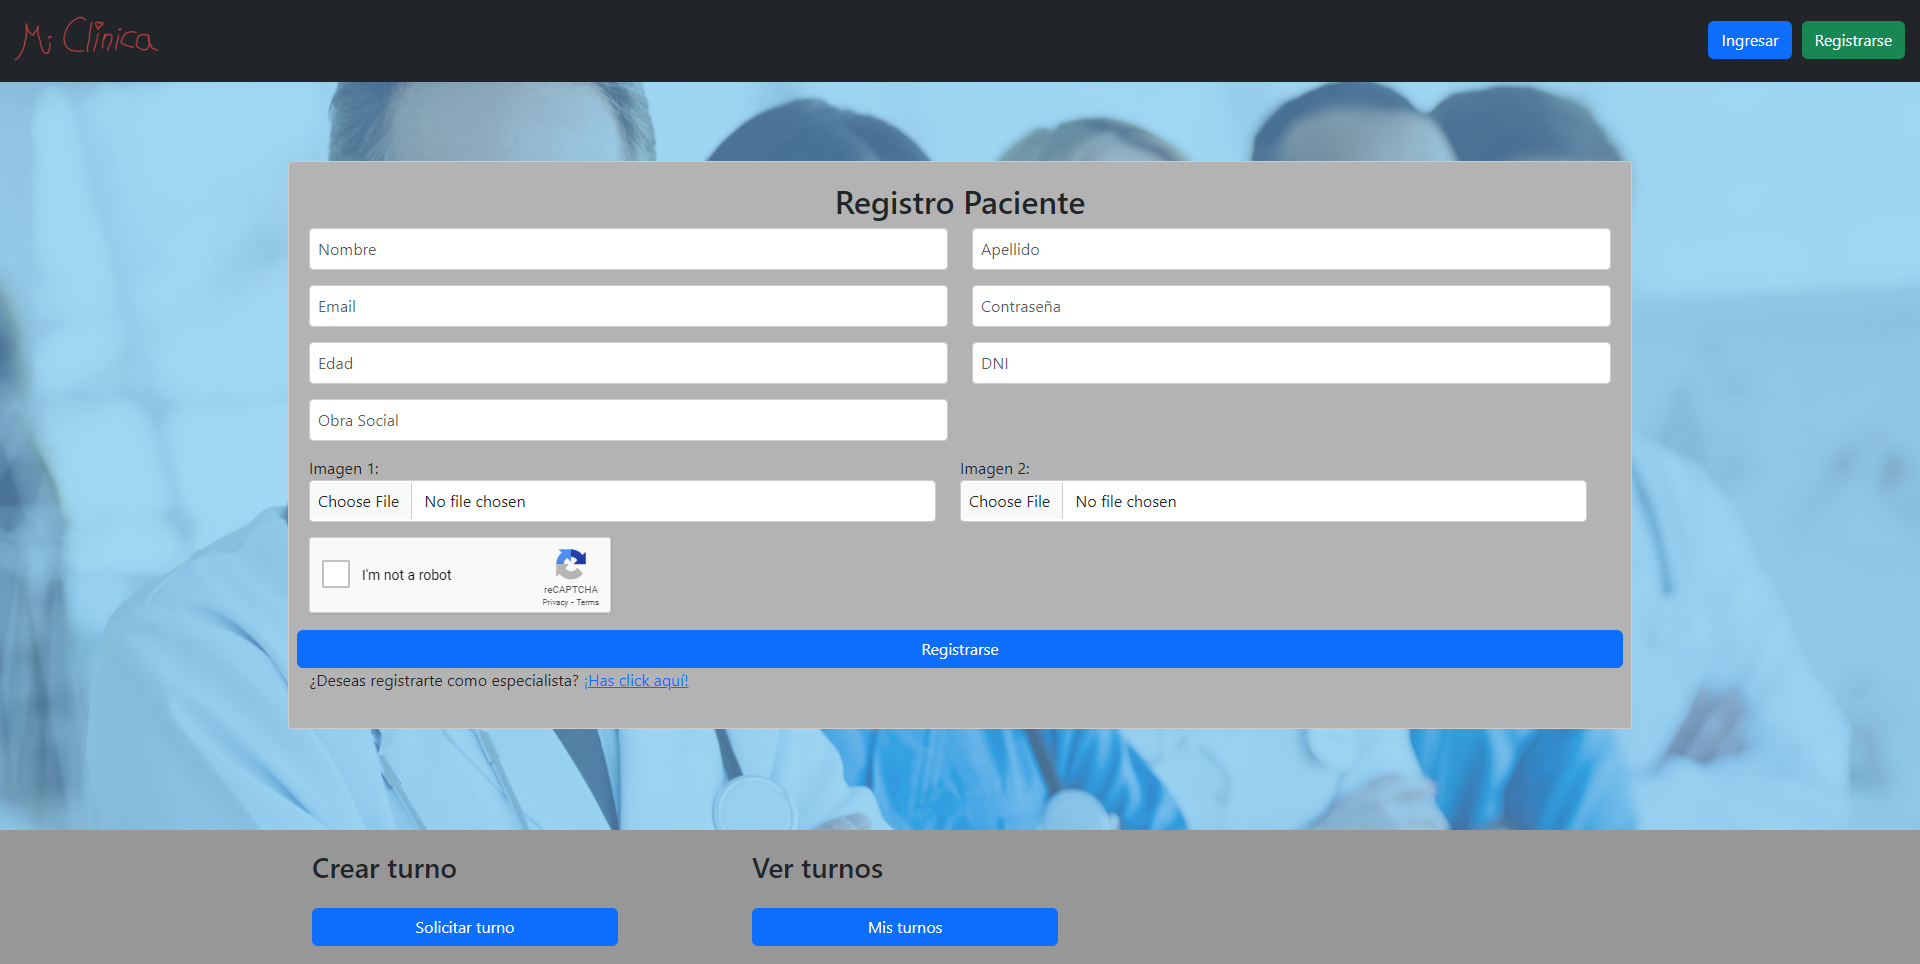 Mi Clinica
Ingresar
Registrarse
Registro Paciente
Nombre
Apellido
Email
Contraseña
Edad
DNI
Obra Social
Imagen 1:
Imagen 2:
Choose File No file chosen
Choose File No file chosen
I'm not a robot
reCAPTCHA
Privacy - Terms
Registrarse
¿Deseas registrarte como especialista? ¡Has click aquí!
Crear turno
Ver turnos
Solicitar turno
Mis turnos